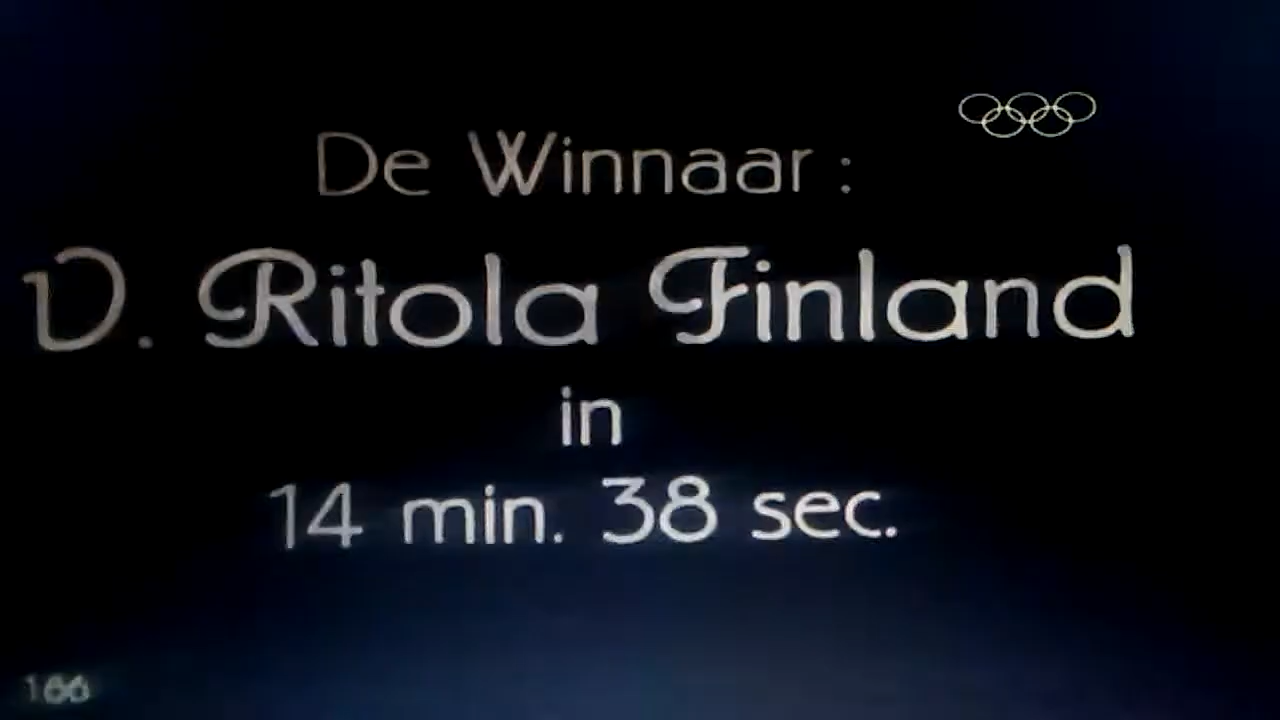 De Winnaar :
V. Ritola Finland
in
14 min. 38 sec.
166